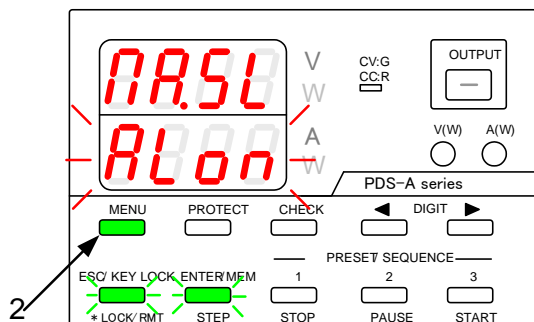 MA.SL
V
W
CV:G
CC:R
OUTPUT
ALon
A
W
V(W) A(W)
PDS-A series
MENU PROTECT CHECK ◀ DIGIT ▶
PRESET/ SEQUENCE
ESC/ KEY LOCK ENTER/MEM 1 2 3
2
* LOCK/ RMT STEP STOP PAUSE START